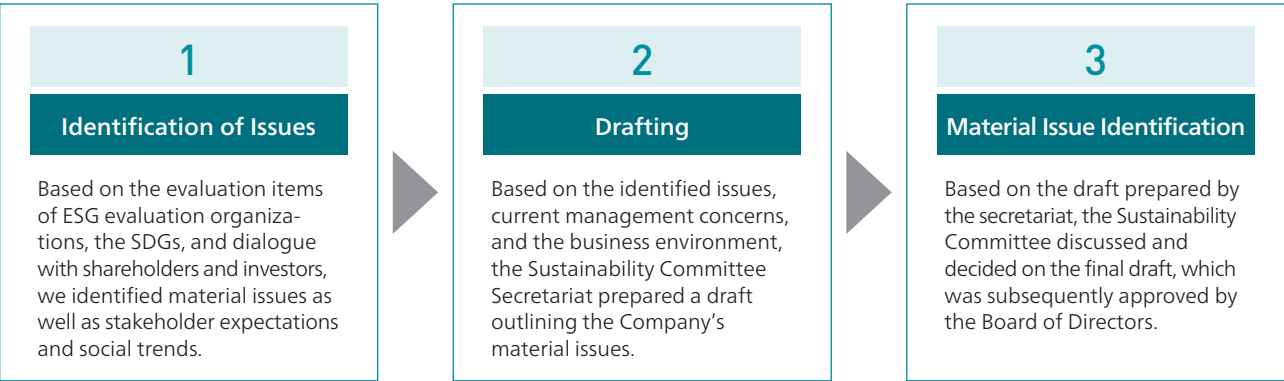 1
Identification of Issues
Based on the evaluation items
of ESG evaluation organiza-
tions, the SDGs, and dialogue
with shareholders and investors,
we identified material issues as
well as stakeholder expectations
and social trends.
2
Drafting
Based on the identified issues,
current management concerns,
and the business environment,
the Sustainability Committee
Secretariat prepared a draft
outlining the Company’s
material issues.
3
Material Issue Identification
Based on the draft prepared by
the secretariat, the Sustainability
Committee discussed and
decided on the final draft, which
was subsequently approved by
the Board of Directors.